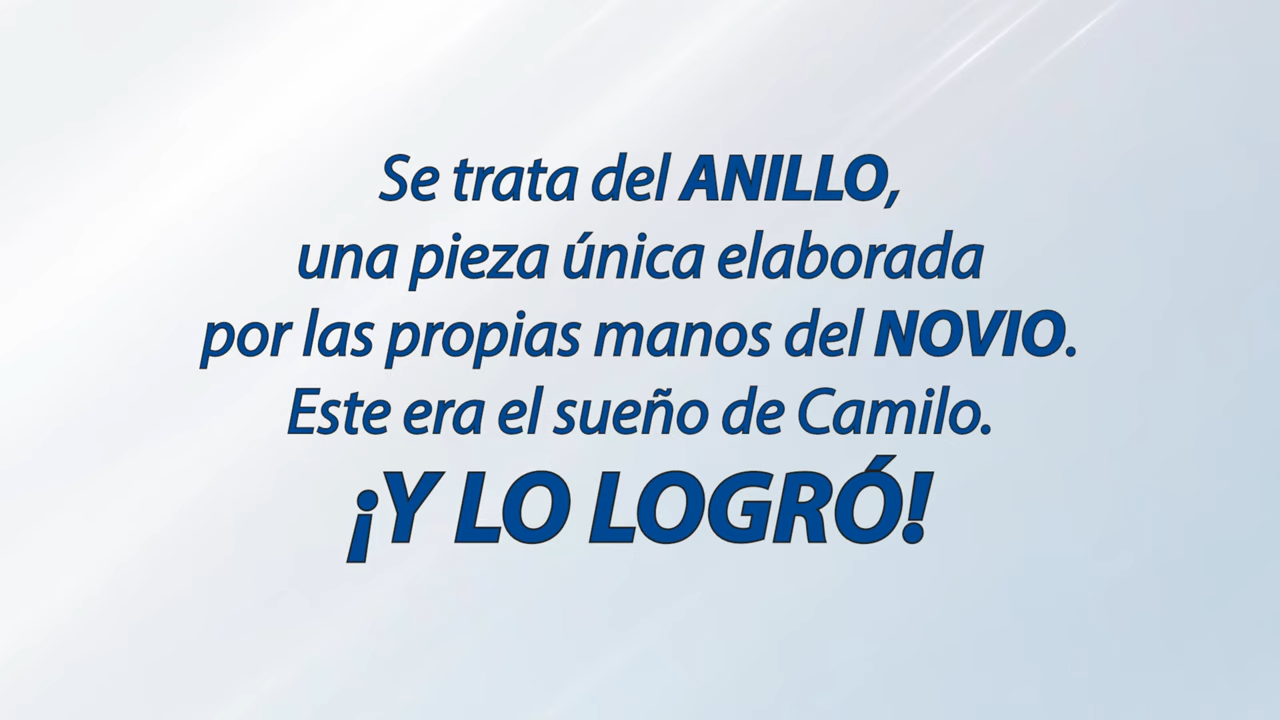 Se trata del ANILLO,
una pieza única elaborada
por las propias manos del NOVIO.
Este era el sueño de Camilo.
¡Y LO LOGRÓ!